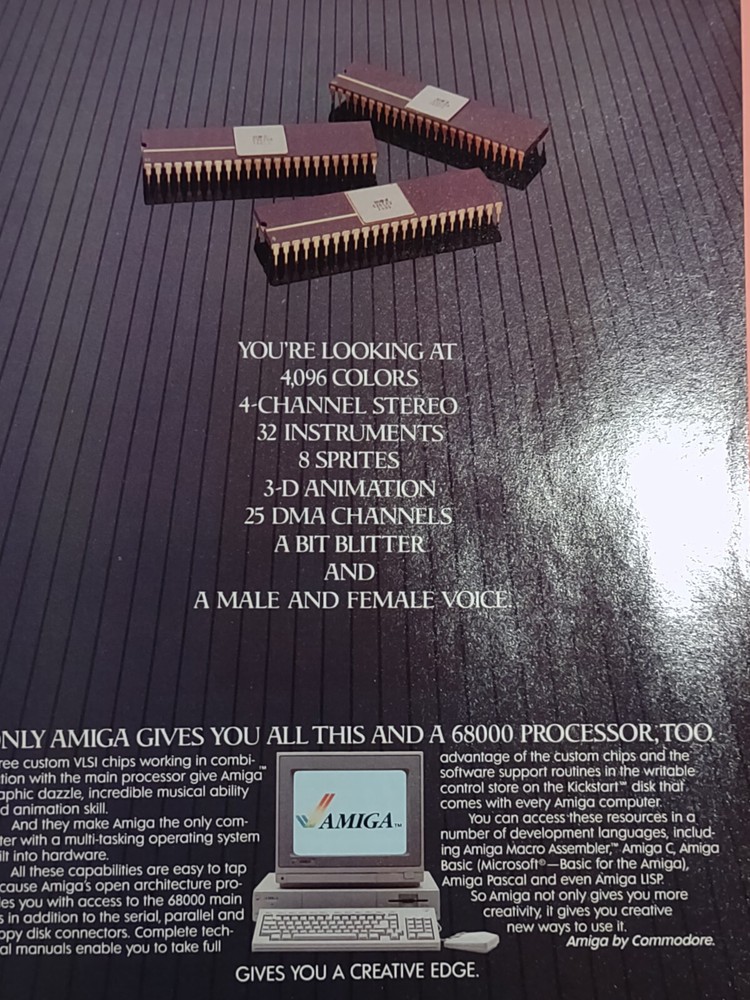 YOU'RE LOOKING AT
4,096 COLORS
4-CHANNEL STEREO
32 INSTRUMENTS
8 SPRITES
3-D ANIMATION
25 DMA CHANNELS
A BIT BLITTER
AND
A MALE AND FEMALE VOICE.
NLY AMIGA GIVES YOU ALL THIS AND A 68000 PROCESSOR, TOO.
ree custom VLSI chips working in combi-
tion with the main processor give Amiga™
aphic dazzle, incredible musical ability
d animation skill.
And they make Amiga the only com-
ter with a multi-tasking operating system
ilt into hardware.
All these capabilities are easy to tap
cause Amiga's open architecture pro-
es you with access to the 68000 main
s in addition to the serial, parallel and
ppy disk connectors. Complete tech-
al manuals enable you to take full
AMIGA™
advantage of the custom chips and the
software support routines in the writable
control store on the Kickstart™ disk that
comes with every Amiga computer.
You can access these resources in a
number of development languages, includ-
ing Amiga Macro Assembler,™ Amiga C, Amiga
Basic (Microsoft®—Basic for the Amiga),
Amiga Pascal and even Amiga LISP.
So Amiga not only gives you more
creativity, it gives you creative
new ways to use it.
Amiga by Commodore.
GIVES YOU A CREATIVE EDGE.